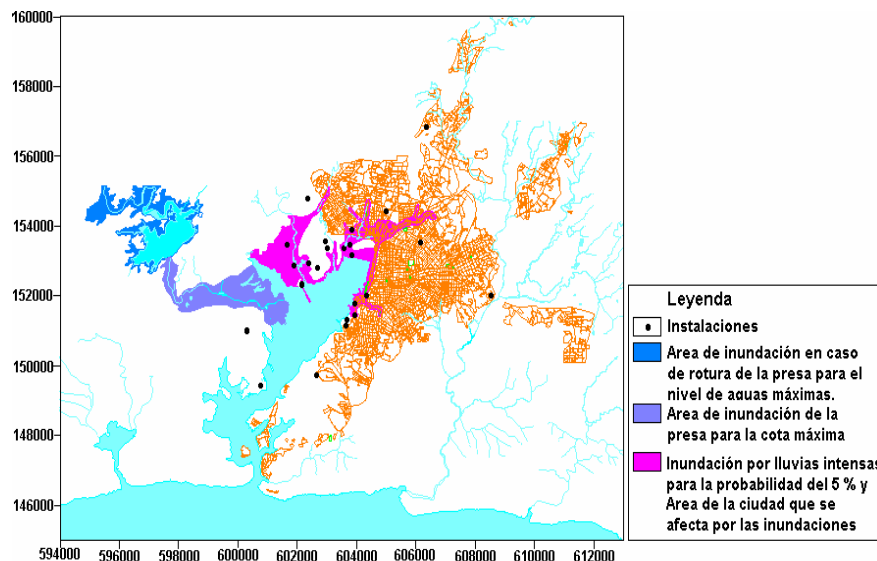 160000
158000
156000
154000
152000
150000
148000
146000
594000
596000
598000
600000
602000
604000
606000
608000
610000
612000
Leyenda
Instalaciones
Area de inundación en caso
de rotura de la presa para el
nivel de aguas máximas.
Area de inundación de la
presa para la cota máxima
Inundación por lluvias intensas
para la probabilidad del 5 % y
Area de la ciudad que se
afecta por las inundaciones